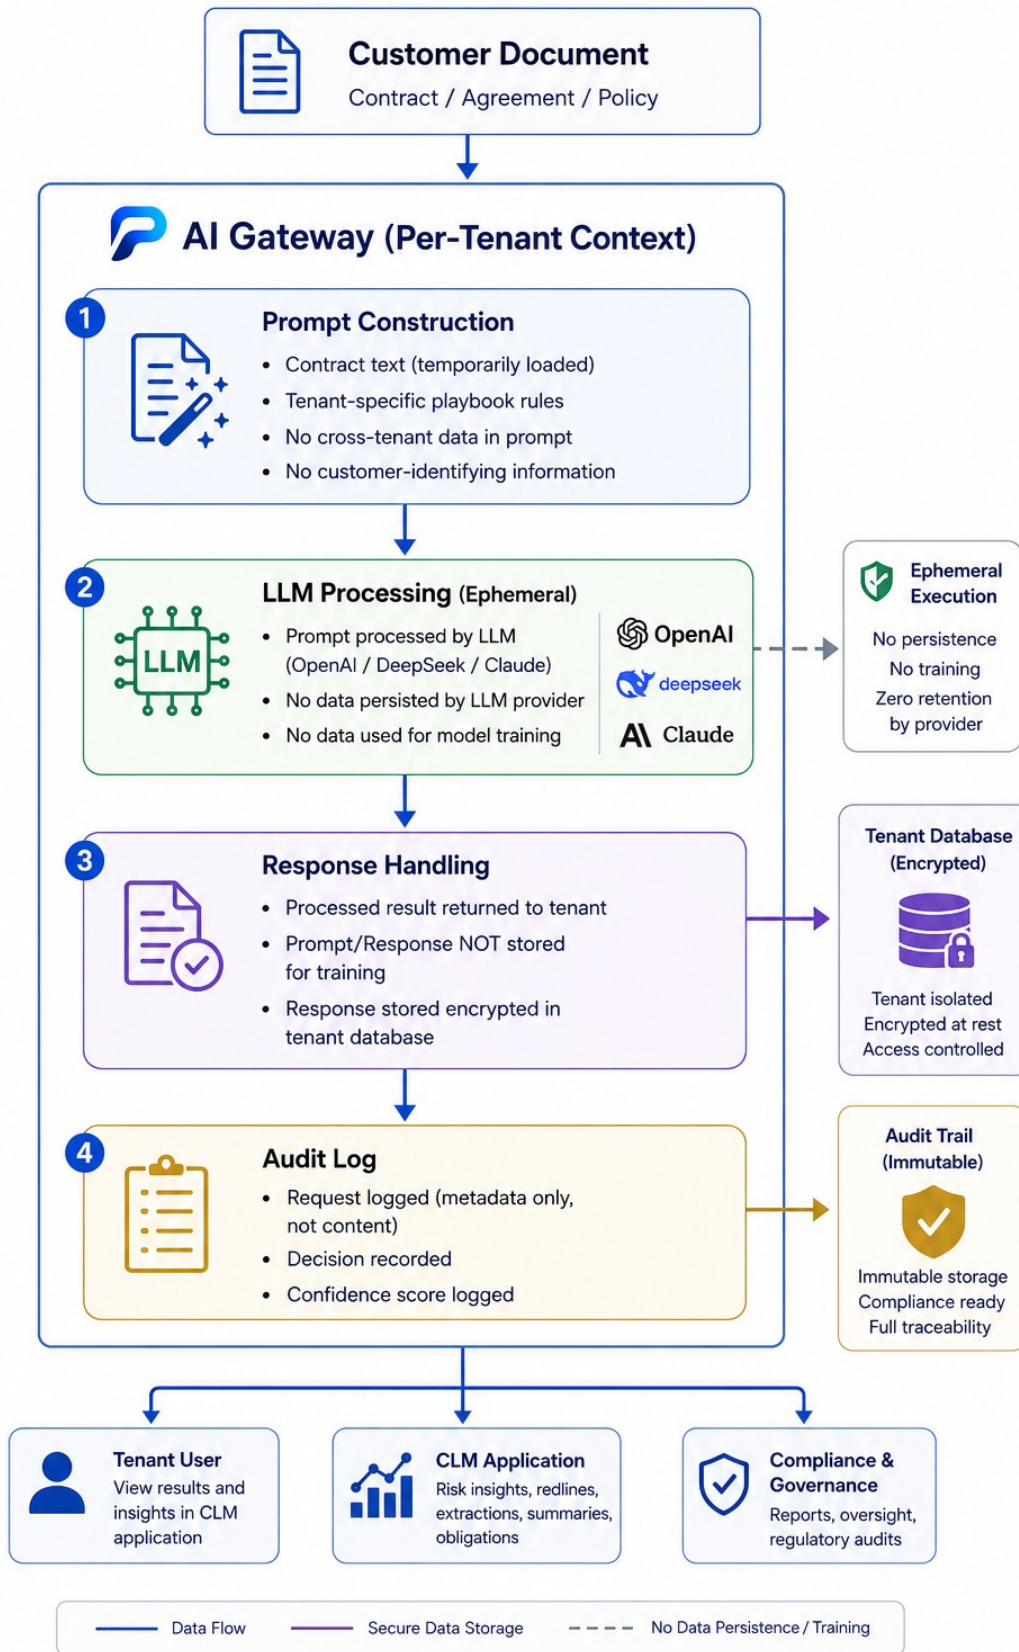 Customer Document
Contract / Agreement / Policy
AI Gateway (Per-Tenant Context)
1
Prompt Construction
• Contract text (temporarily loaded)
• Tenant-specific playbook rules
• No cross-tenant data in prompt
• No customer-identifying information
2
LLM
LLM Processing (Ephemeral)
• Prompt processed by LLM
(OpenAI / DeepSeek / Claude)
• No data persisted by LLM provider
• No data used for model training
OpenAI
deepseek
AI Claude
Ephemeral
Execution
No persistence
No training
Zero retention
by provider
3
Response Handling
• Processed result returned to tenant
• Prompt/Response NOT stored
for training
• Response stored encrypted in
tenant database
Tenant Database
(Encrypted)
Tenant isolated
Encrypted at rest
Access controlled
4
Audit Log
• Request logged (metadata only,
not content)
• Decision recorded
• Confidence score logged
Audit Trail
(Immutable)
Immutable storage
Compliance ready
Full traceability
Tenant User
View results and
insights in CLM
application
CLM Application
Risk insights, redlines,
extractions, summaries,
obligations
Compliance &
Governance
Reports, oversight,
regulatory audits
Data Flow
Secure Data Storage
No Data Persistence / Training